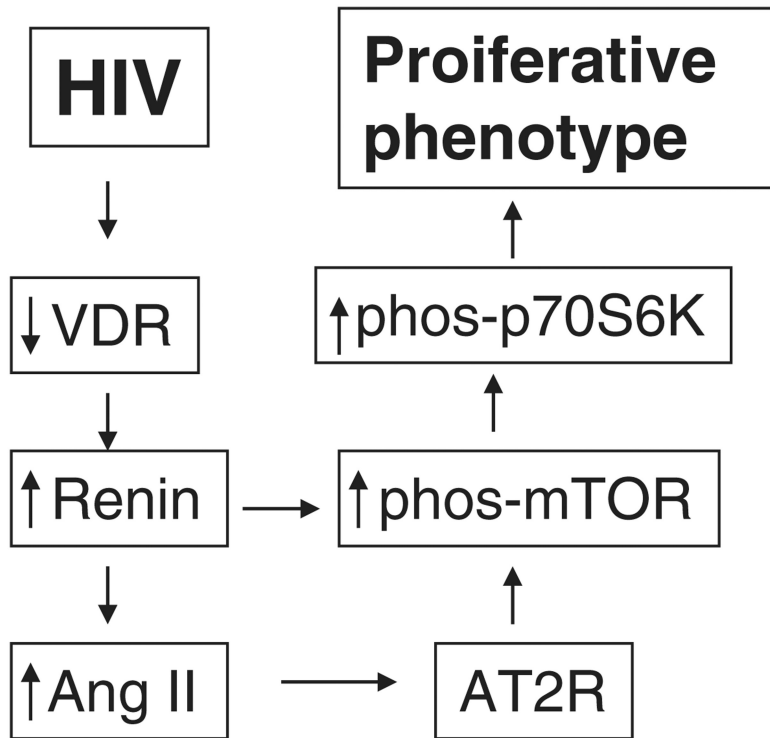 HIV
Proiferative
phenotype
↓ VDR
↑ phos-p70S6K
↑ Renin
↑ phos-mTOR
↑ Ang II
AT2R